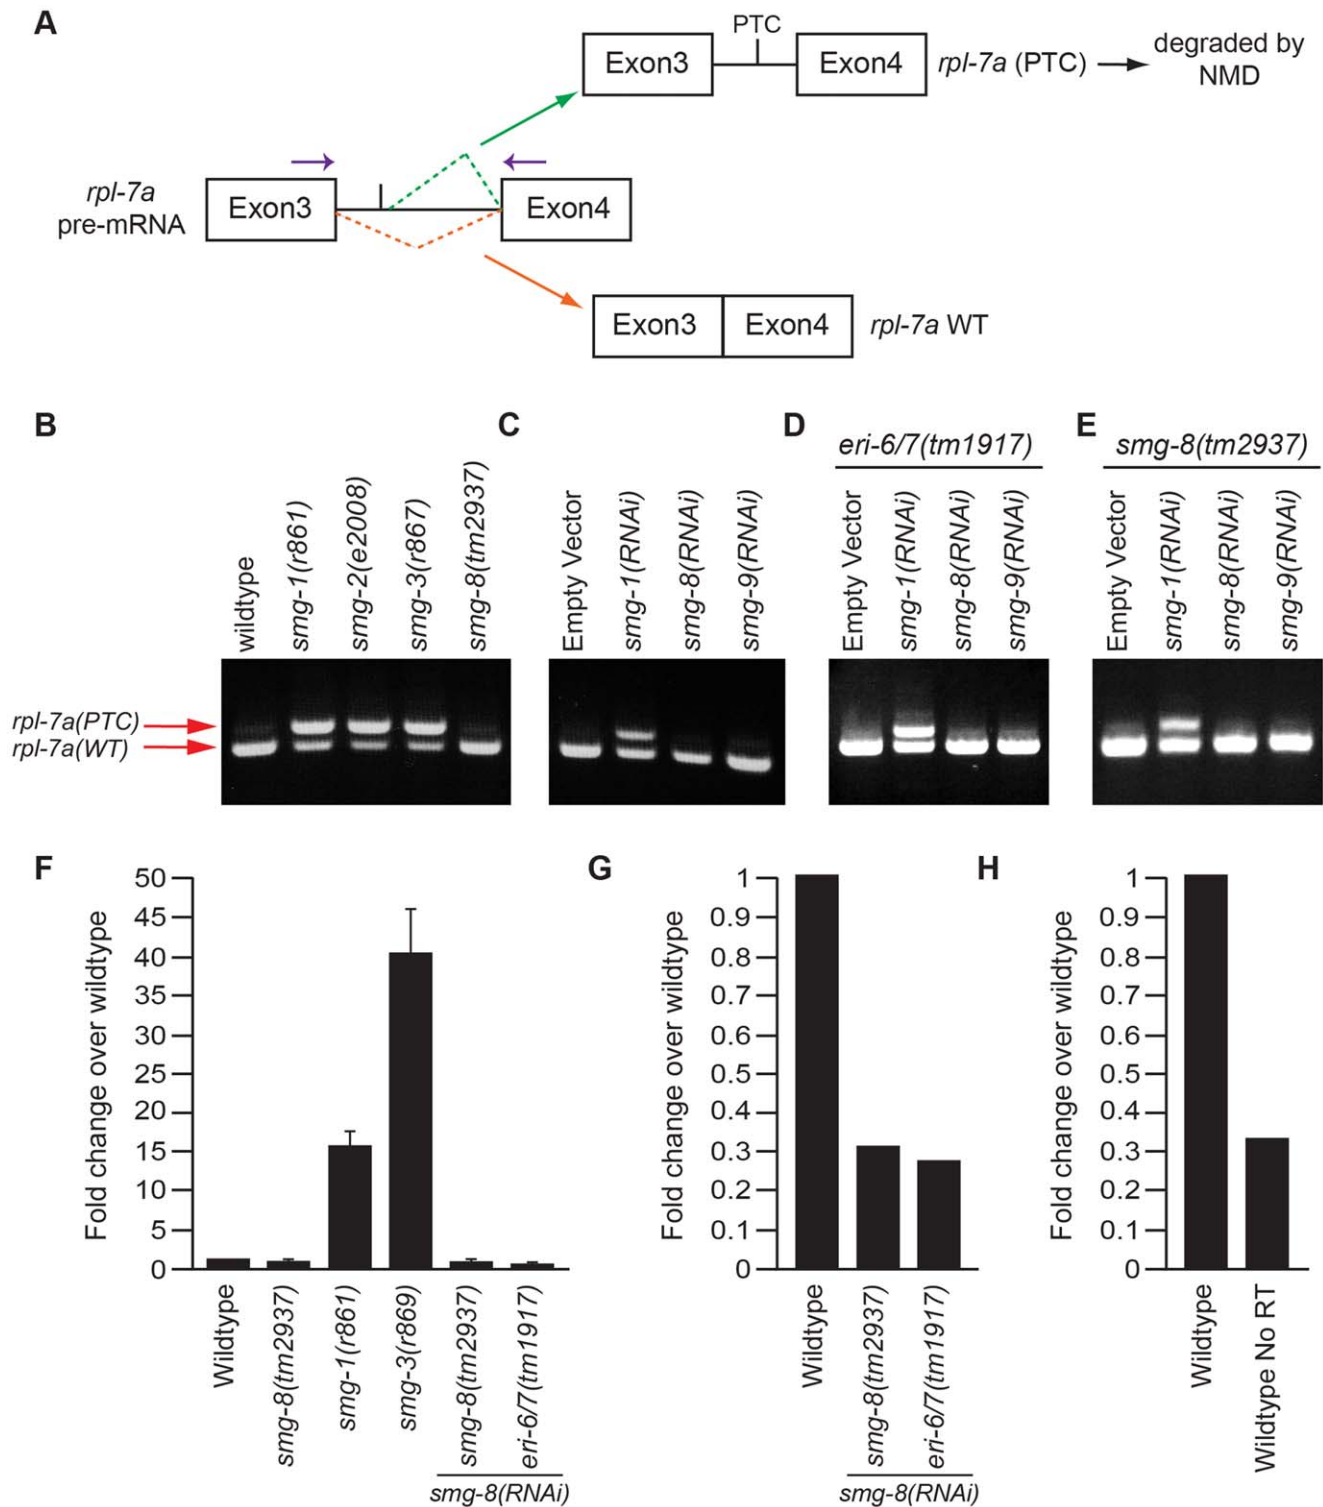 A
PTC
Exon3
Exon4
rpl-7a (PTC)
degraded by
NMD
rpl-7a
pre-mRNA
Exon3
Exon4
Exon3
Exon4
rpl-7a WT
B
wildtype
smg-1(r861)
smg-2(e2008)
smg-3(r867)
smg-8(tm2937)
rpl-7a(PTC)
rpl-7a(WT)
C
Empty Vector
smg-1(RNAi)
smg-8(RNAi)
smg-9(RNAi)
D
eri-6/7(tm1917)
Empty Vector
smg-1(RNAi)
smg-8(RNAi)
smg-9(RNAi)
E
smg-8(tm2937)
Empty Vector
smg-1(RNAi)
smg-8(RNAi)
smg-9(RNAi)
F
Fold change over wildtype
50
45
40
35
30
25
20
15
10
5
0
Wildtype
smg-8(tm2937)
smg-1(r861)
smg-3(r869)
smg-8(tm2937)
eri-6/7(tm1917)
smg-8(RNAi)
G
Fold change over wildtype
1
0.9
0.8
0.7
0.6
0.5
0.4
0.3
0.2
0.1
0
Wildtype
smg-8(tm2937)
eri-6/7(tm1917)
smg-8(RNAi)
H
Fold change over wildtype
1
0.9
0.8
0.7
0.6
0.5
0.4
0.3
0.2
0.1
0
Wildtype
Wildtype No RT